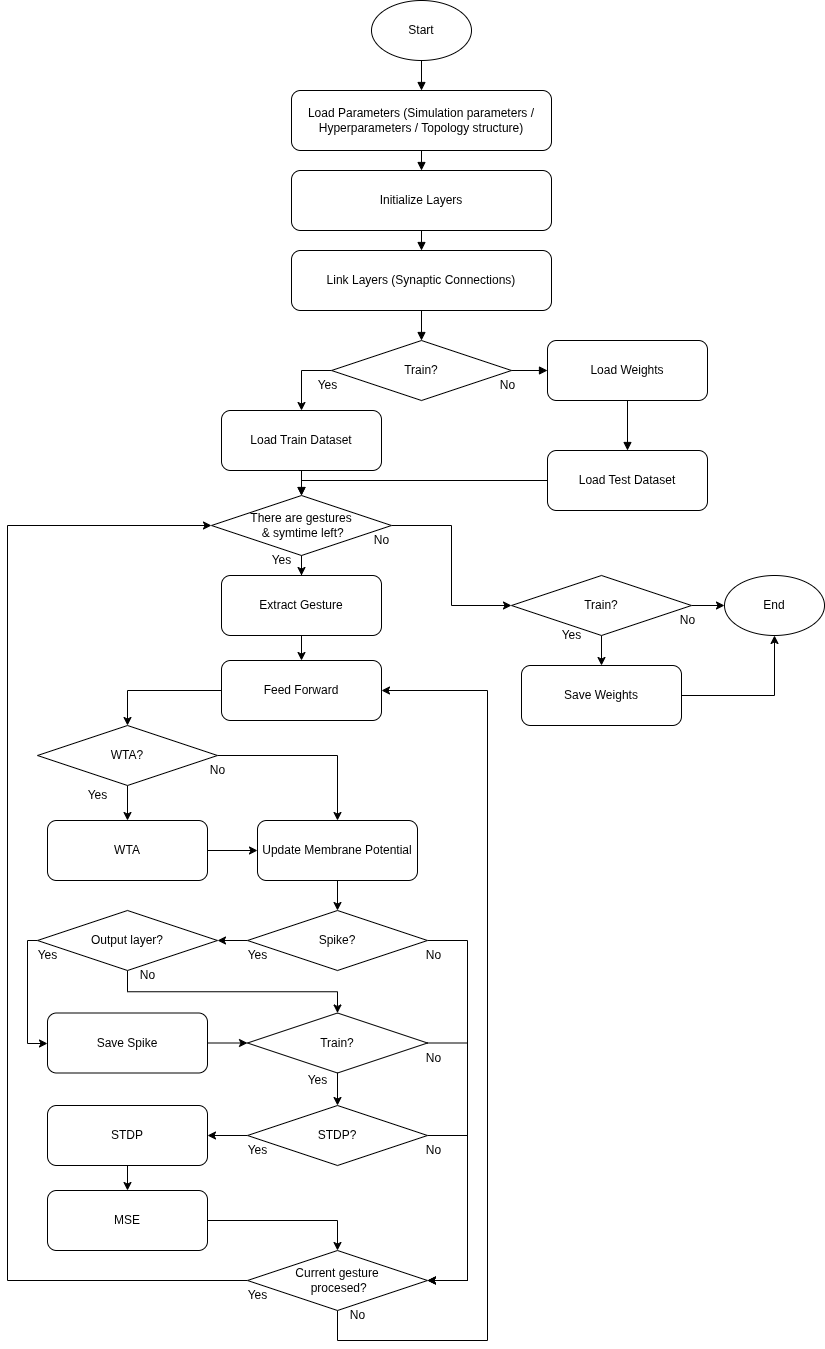 Start
Load Parameters (Simulation parameters /
Hyperparameters / Topology structure)
Initialize Layers
Link Layers (Synaptic Connections)
Train?
Yes
No
Load Weights
Load Train Dataset
Load Test Dataset
There are gestures
& symtime left?
No
Yes
Extract Gesture
Train?
End
No
Yes
Feed Forward
Save Weights
WTA?
No
Yes
WTA
Update Membrane Potential
Output layer?
Spike?
Yes
Yes
No
No
Save Spike
Train?
No
Yes
STDP
STDP?
Yes
No
MSE
Current gesture
procesed?
Yes
No